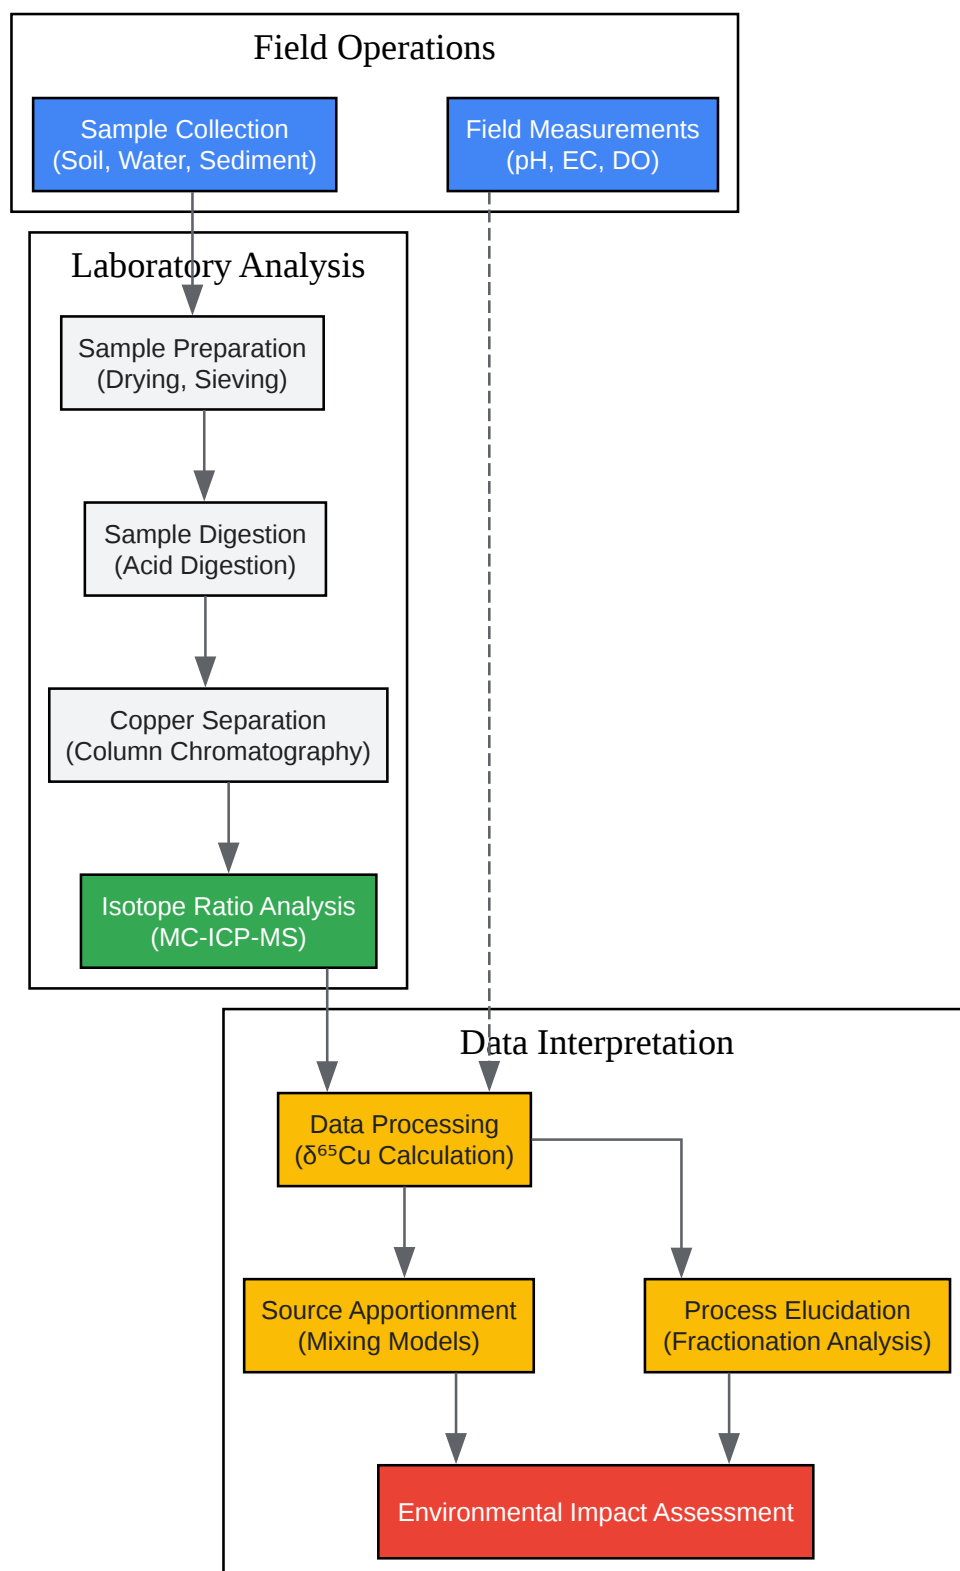 Field Operations
Sample Collection
(Soil, Water, Sediment)
Field Measurements
(pH, EC, DO)
Laboratory Analysis
Sample Preparation
(Drying, Sieving)
Sample Digestion
(Acid Digestion)
Copper Separation
(Column Chromatography)
Isotope Ratio Analysis
(MC-ICP-MS)
Data Interpretation
Data Processing
(δ⁶⁵Cu Calculation)
Source Apportionment
(Mixing Models)
Process Elucidation
(Fractionation Analysis)
Environmental Impact Assessment